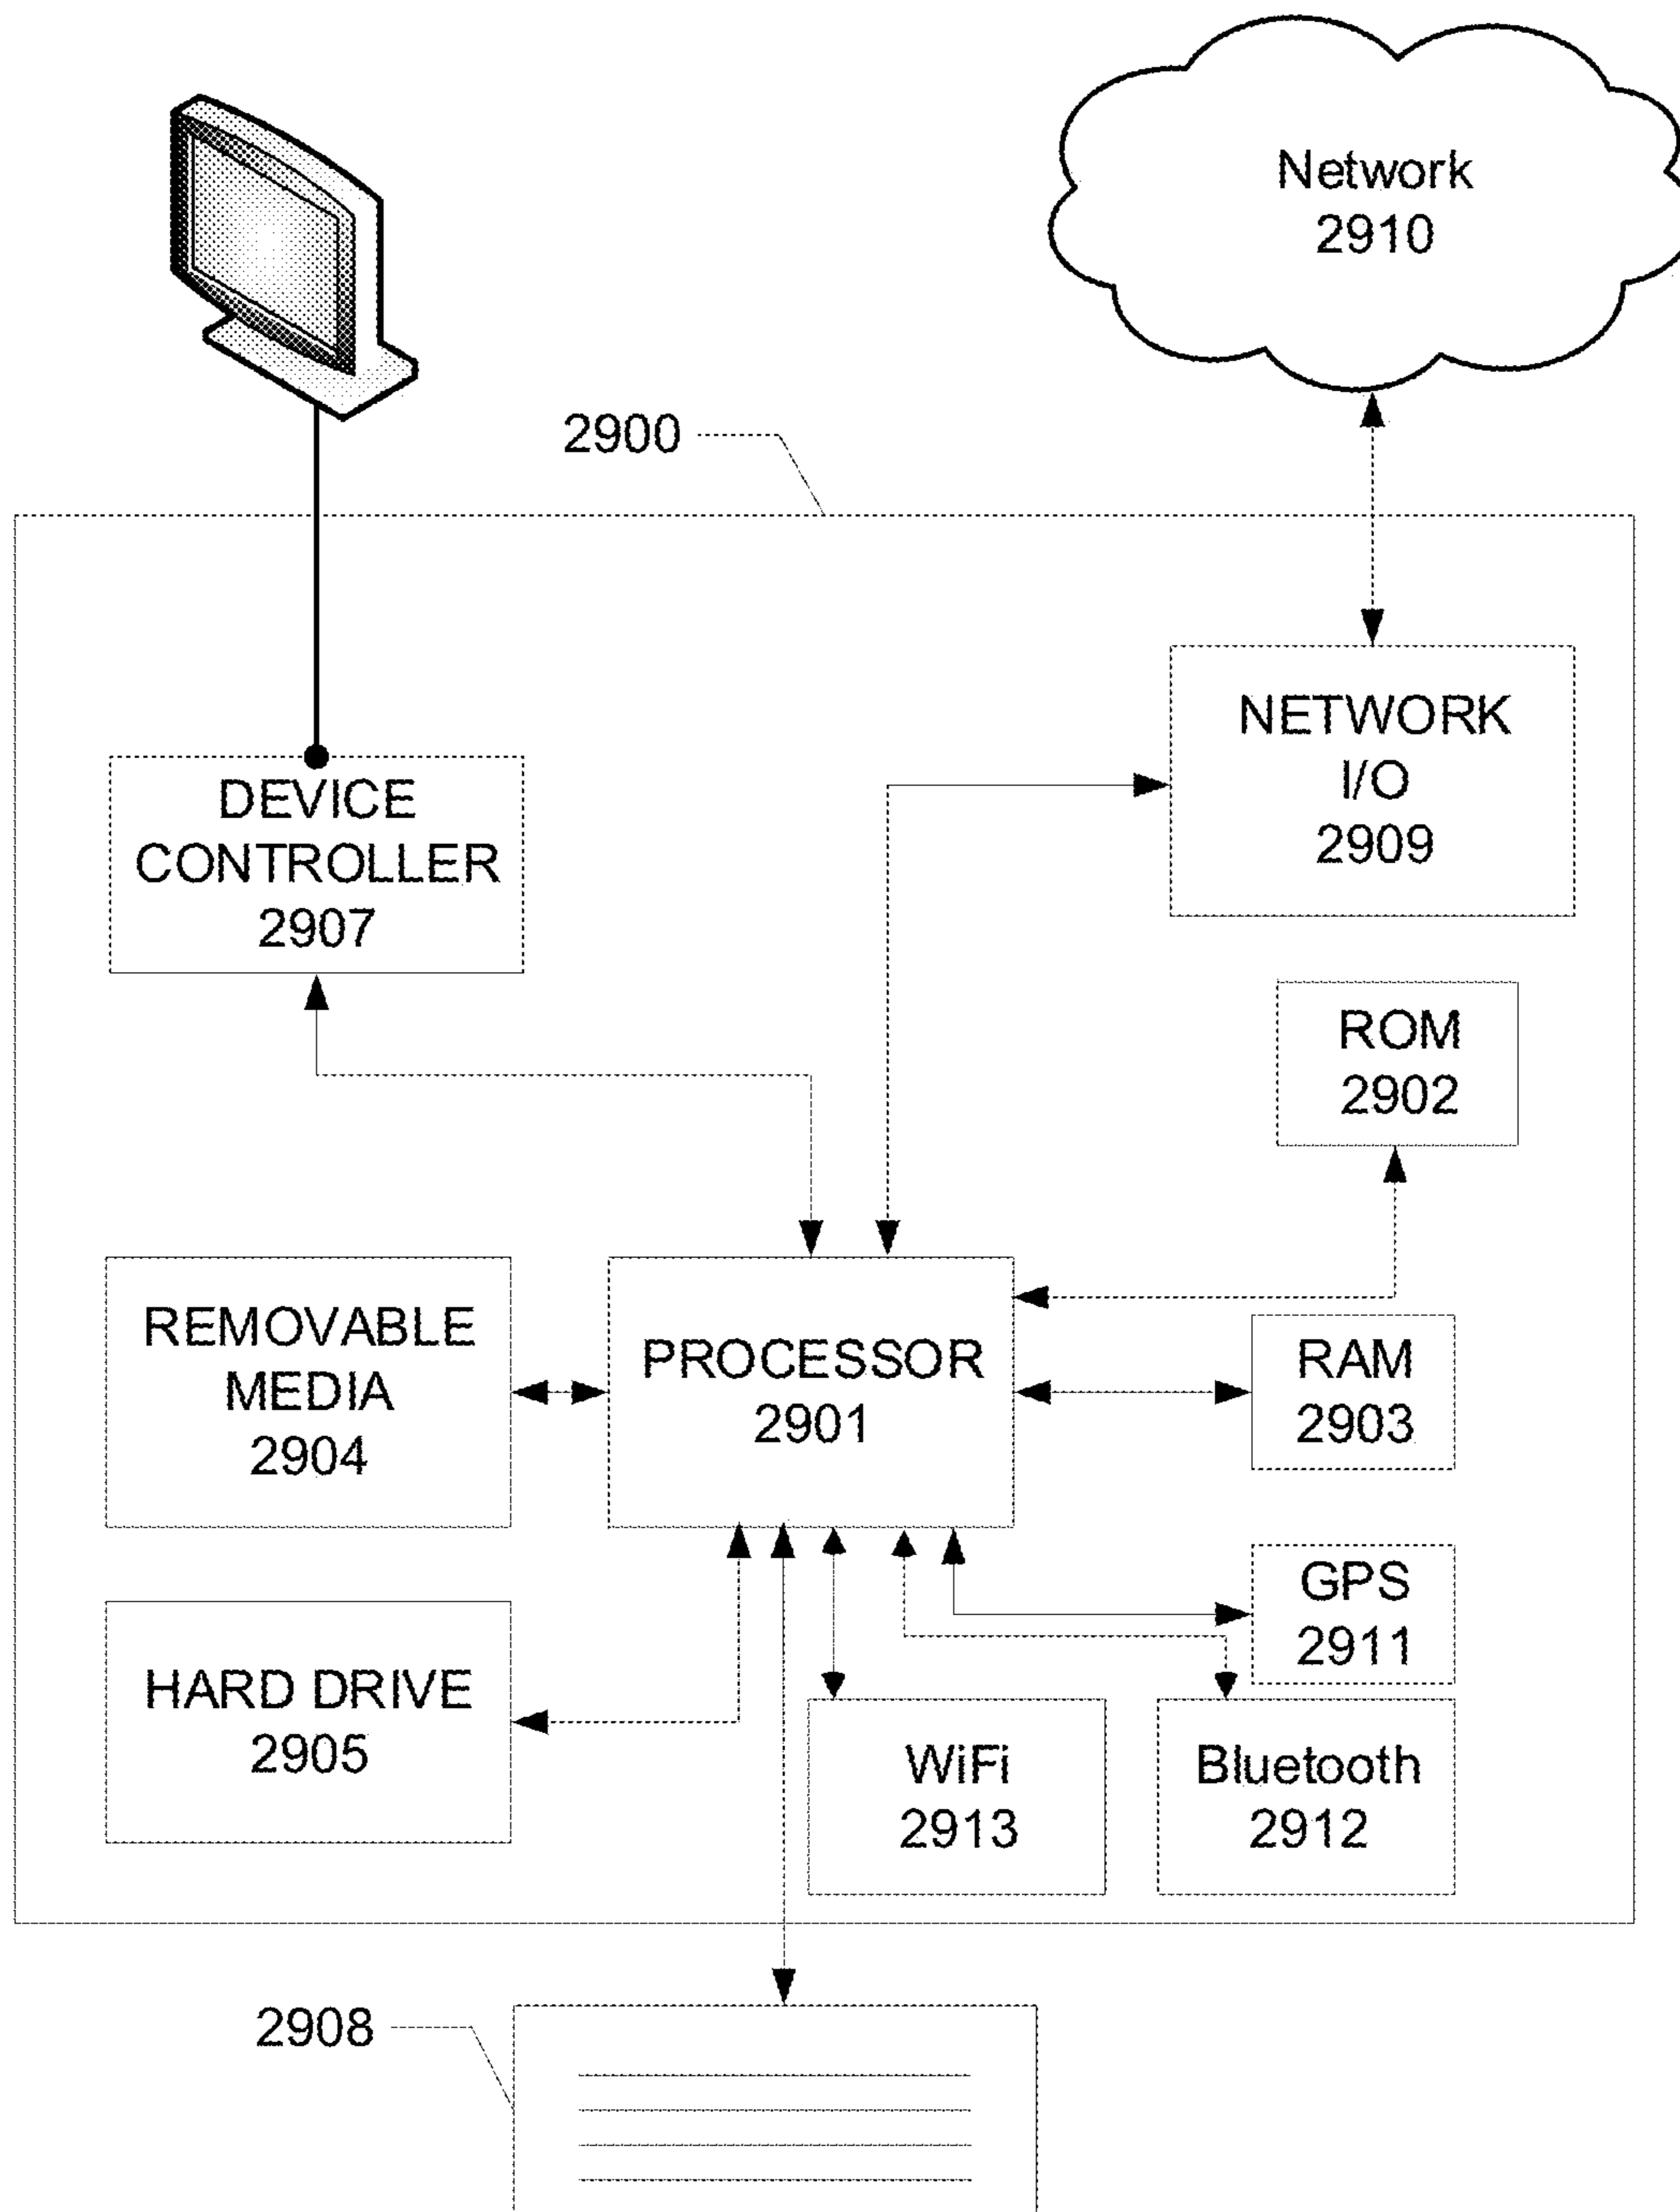 Network
2910
2900
NETWORK
I/O
2909
DEVICE
CONTROLLER
2907
ROM
2902
REMOVABLE
MEDIA
2904
PROCESSOR
2901
RAM
2903
GPS
2911
HARD DRIVE
2905
WiFi
2913
Bluetooth
2912
2908